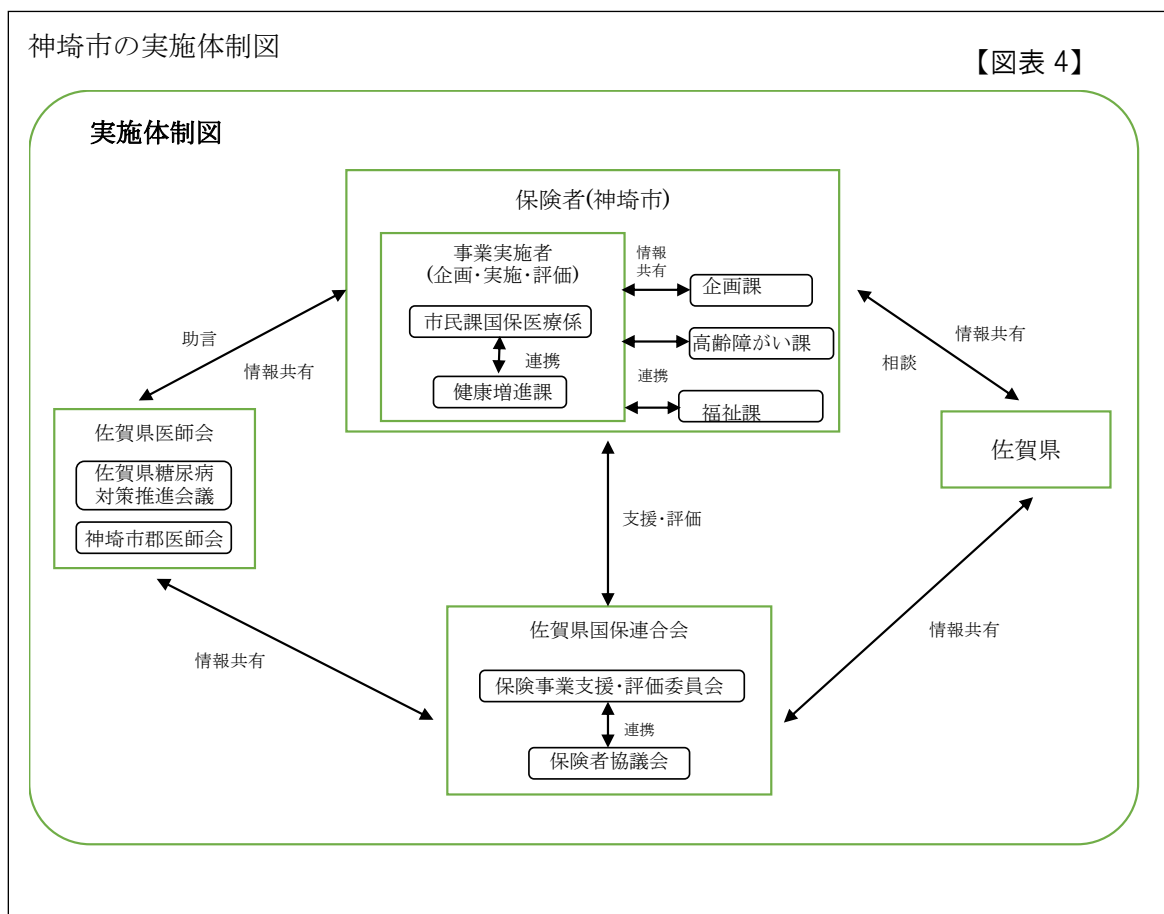 神埼市の実施体制図
【図表 4】
実施体制図
保険者(神埼市)
事業実施者
(企画・実施・評価)
市民課国保医療係
連携
健康増進課
情報
共有
企画課
高齢障がい課
連携
福祉課
助言
情報共有
情報共有
相談
佐賀県医師会
佐賀県糖尿病
対策推進会議
神埼市郡医師会
佐賀県
支援・評価
情報共有
情報共有
佐賀県国保連合会
保険事業支援・評価委員会
連携
保険者協議会